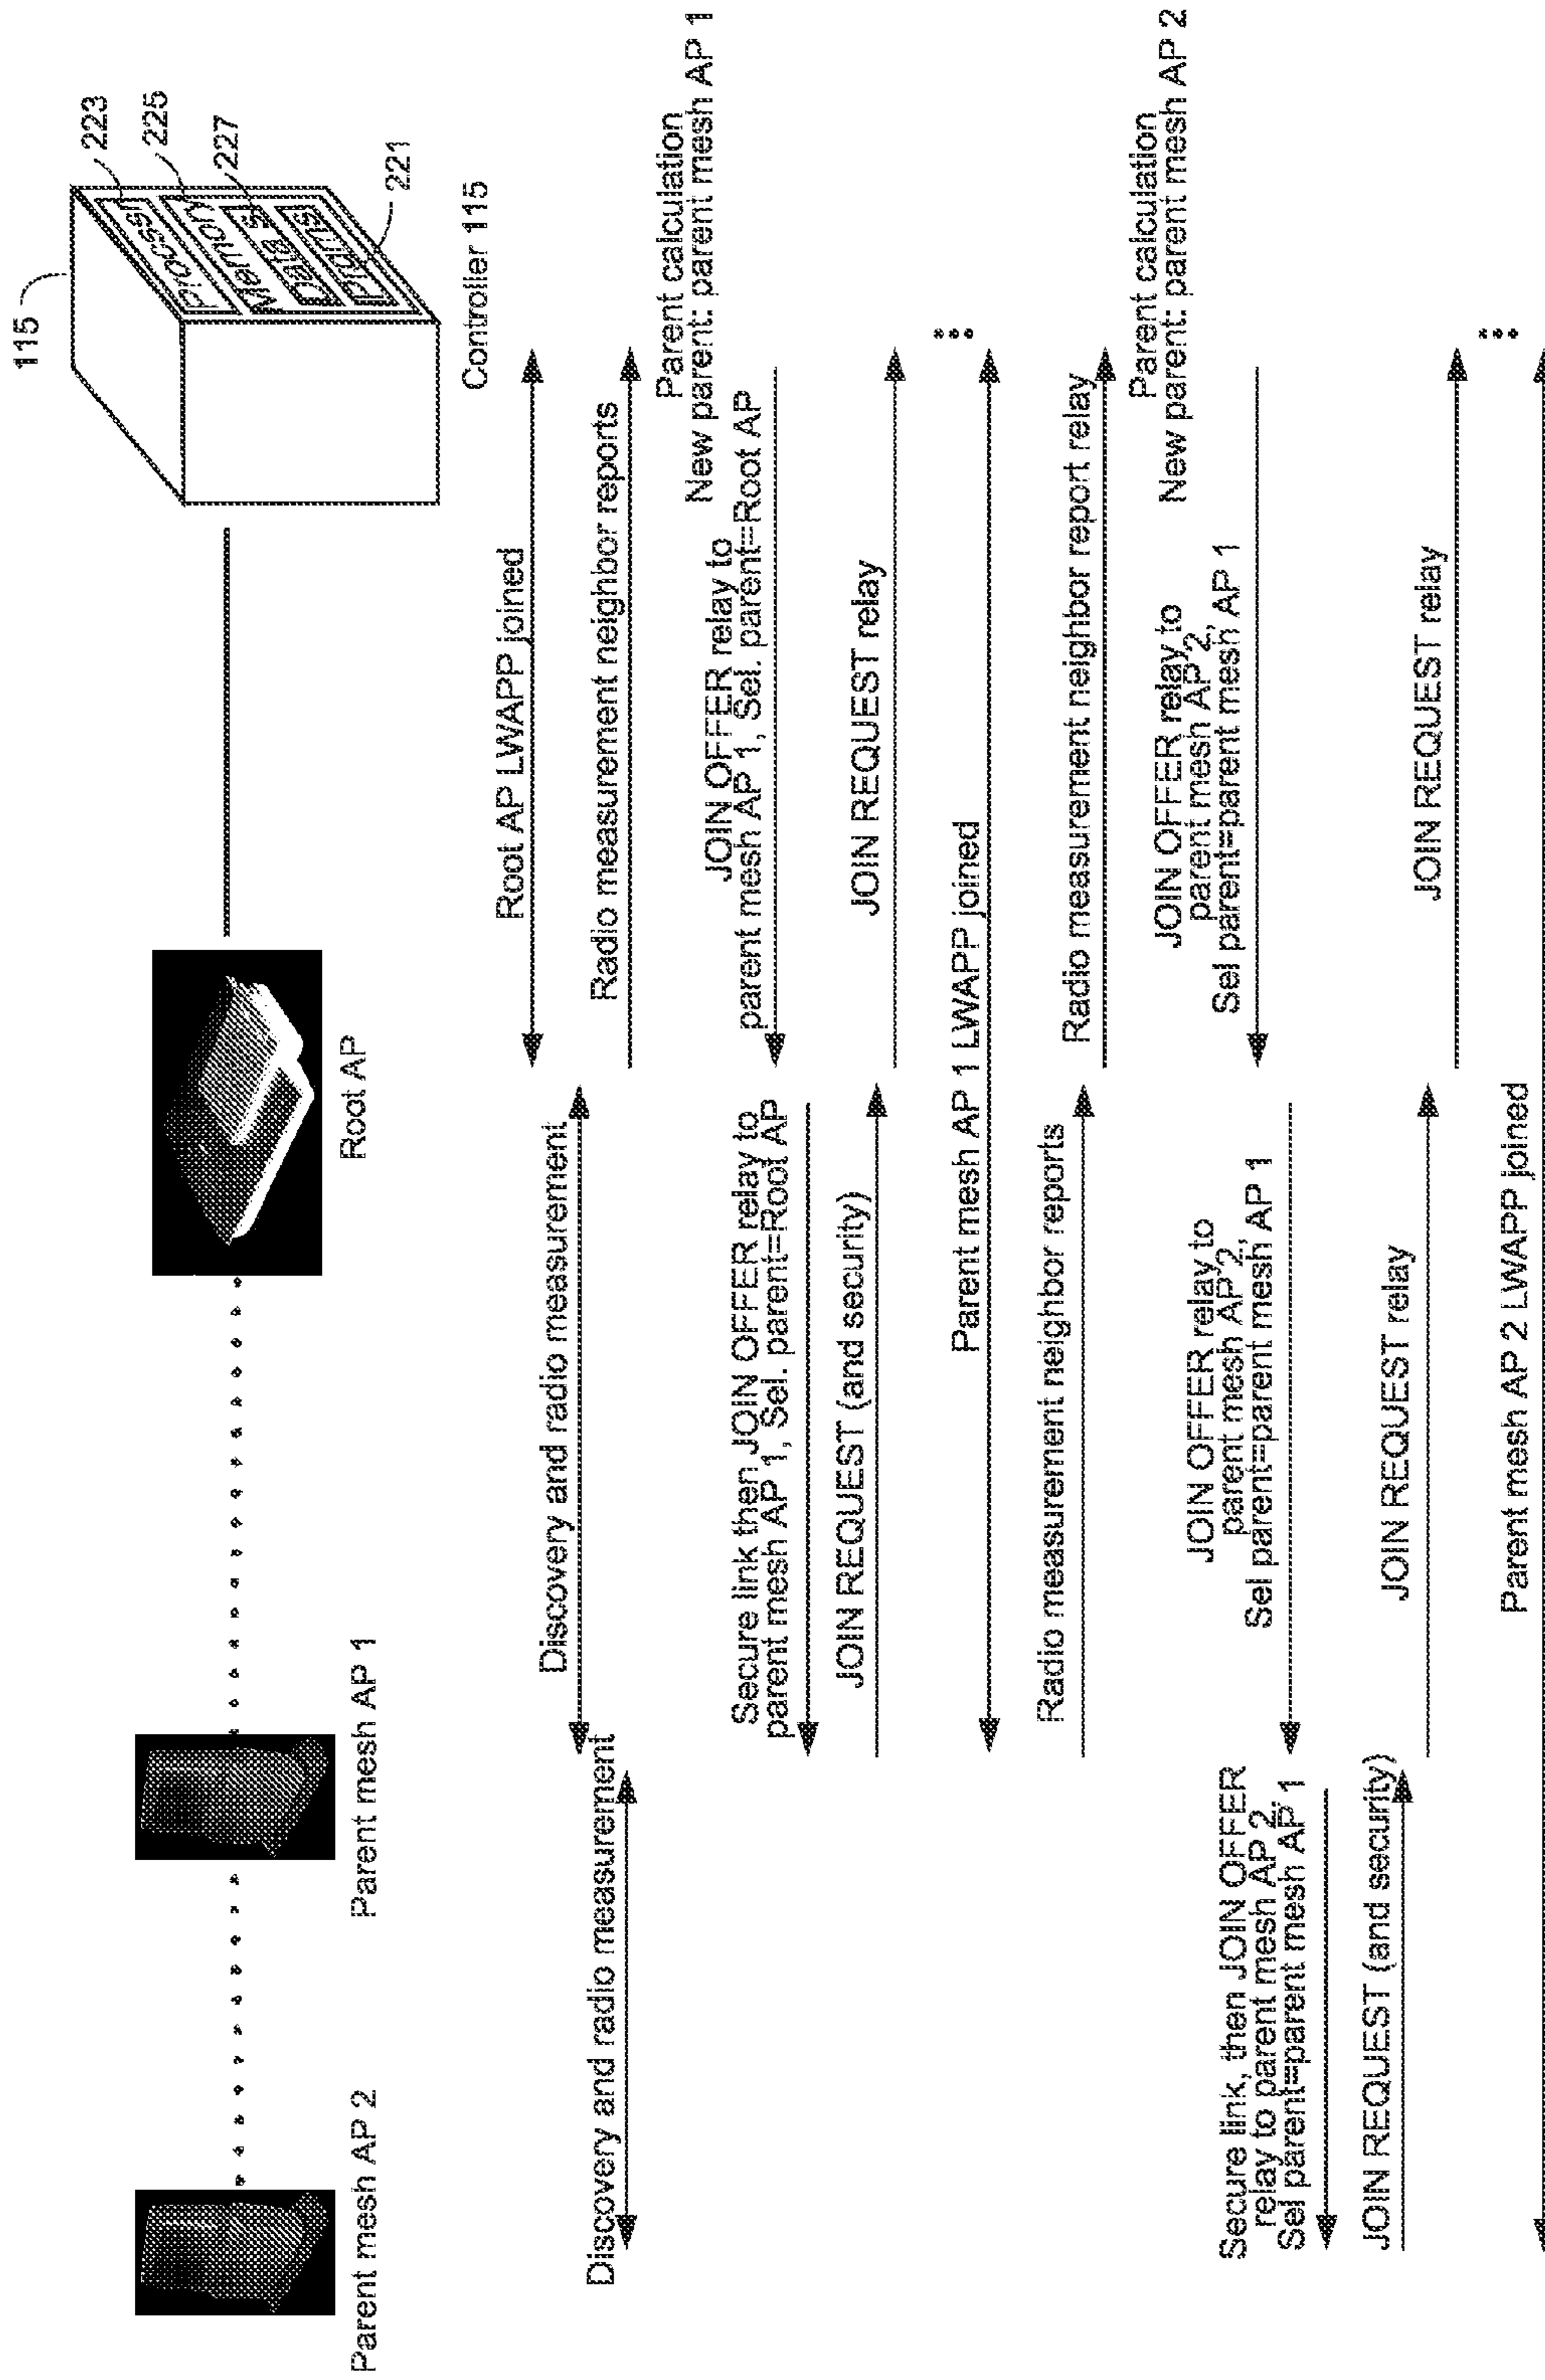 115
Processr
Memory
Data s
Prgms
223
225
227
221
Parent mesh AP 2
Parent mesh AP 1
Root AP
Controller 115
Root AP LWAPP joined
Discovery and radio measurement
Discovery and radio measurement
Radio measurement neighbor reports
Parent calculation
New parent: parent mesh AP 1
JOIN OFFER relay to
parent mesh AP 1, Sel. parent=Root AP
Secure link then JOIN OFFER relay to
parent mesh AP 1, Sel. parent=Root AP
JOIN REQUEST (and security)
JOIN REQUEST relay
Parent mesh AP 1 LWAPP joined
Radio measurement neighbor reports
Radio measurement neighbor report relay
Parent calculation
New parent: parent mesh AP 2
JOIN OFFER relay to
parent mesh AP 2,
Sel parent=parent mesh AP 1
JOIN OFFER relay to
parent mesh AP 2,
Sel parent=parent mesh AP 1
Secure link, then JOIN OFFER
relay to parent mesh AP 2,
Sel parent=parent mesh AP 1
JOIN REQUEST (and security)
JOIN REQUEST relay
JOIN REQUEST relay
Parent mesh AP 2 LWAPP joined